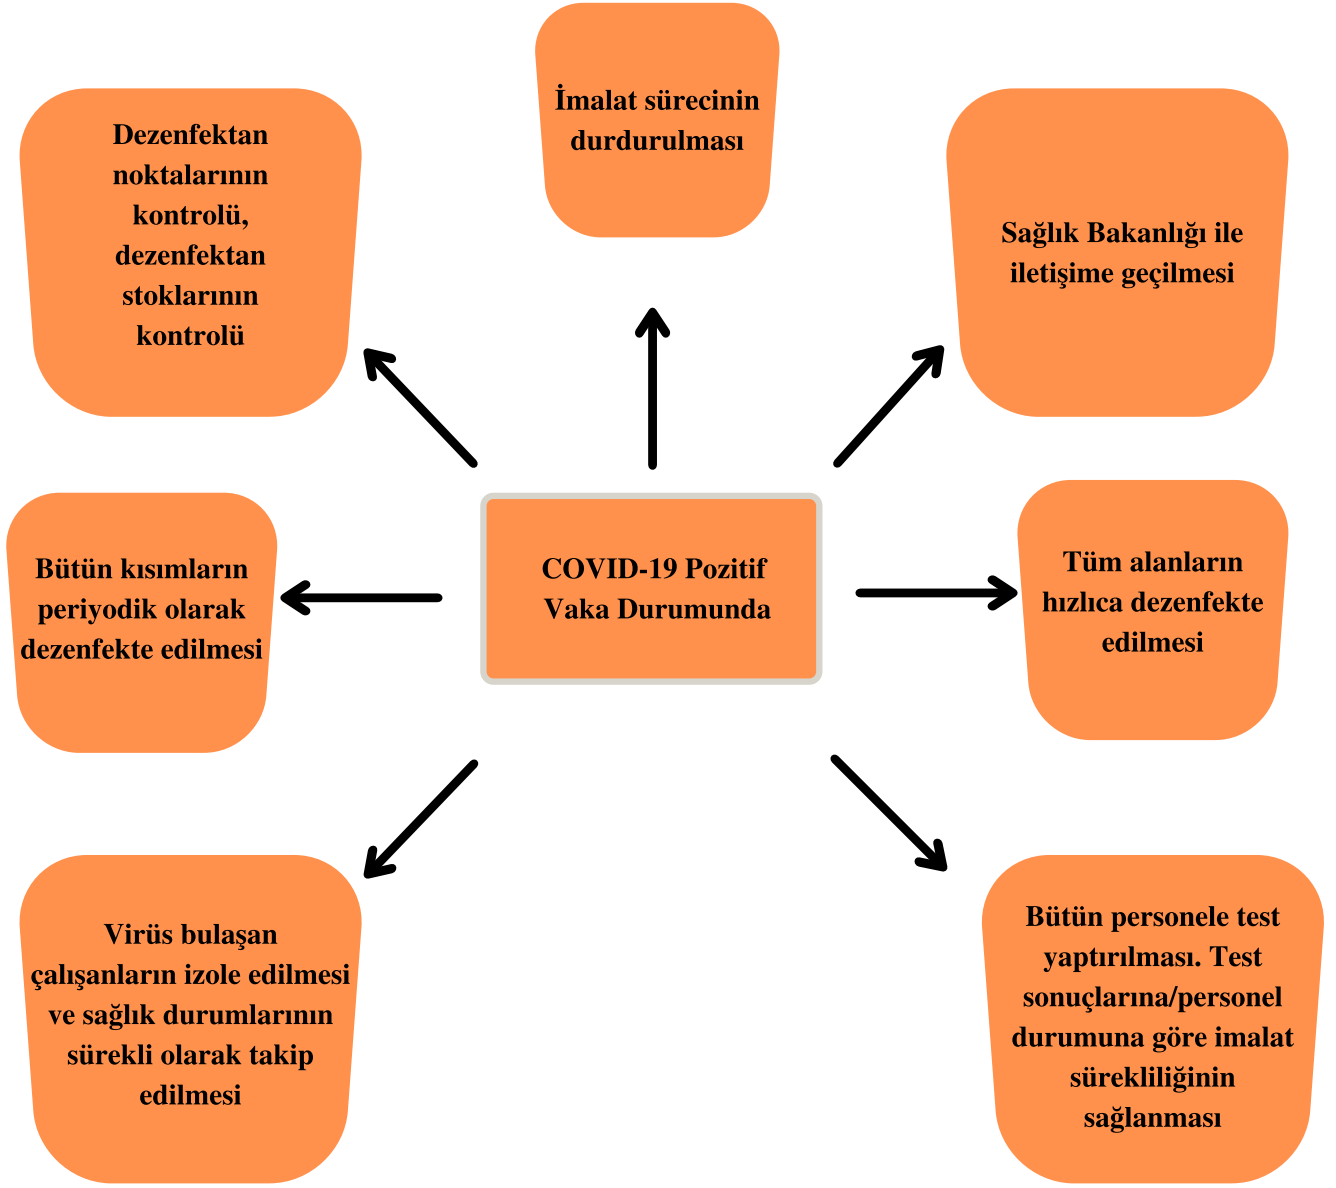 İmalat sürecinin
durdurulması
Dezenfektan
noktalarının
kontrolü,
dezenfektan
stoklarının
kontrolü
Sağlık Bakanlığı ile
iletişime geçilmesi
Bütün kısımların
periyodik olarak
dezenfekte edilmesi
COVID-19 Pozitif
Vaka Durumunda
Tüm alanların
hızlıca dezenfekte
edilmesi
Virüs bulaşan
çalışanların izole edilmesi
ve sağlık durumlarının
sürekli olarak takip
edilmesi
Bütün personele test
yaptırılması. Test
sonuçlarına/personel
durumuna göre imalat
sürekliliğinin
sağlanması